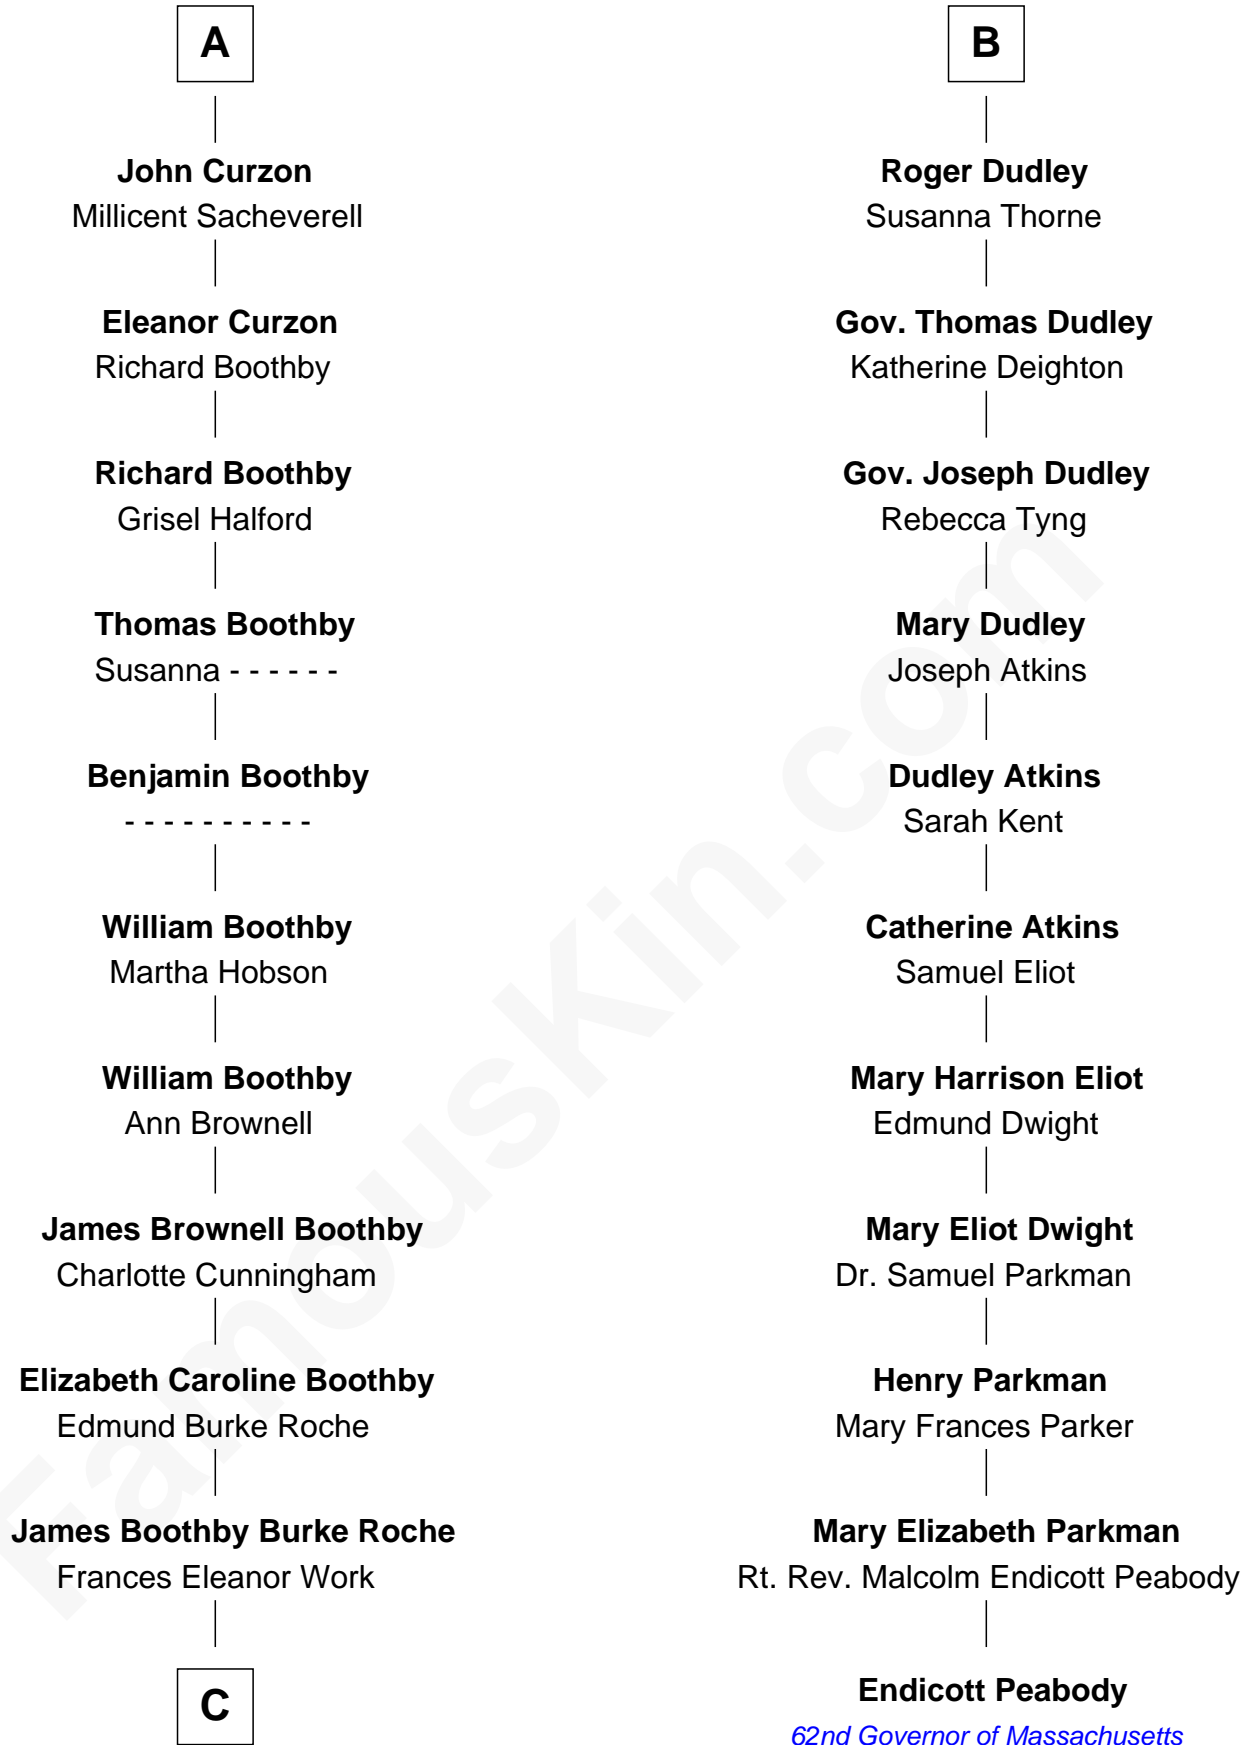 A
John Curzon
Millicent Sacheverell
Eleanor Curzon
Richard Boothby
Richard Boothby
Grisel Halford
Thomas Boothby
Susanna - - - - - -
Benjamin Boothby
- - - - - - - - - -
William Boothby
Martha Hobson
William Boothby
Ann Brownell
James Brownell Boothby
Charlotte Cunningham
Elizabeth Caroline Boothby
Edmund Burke Roche
James Boothby Burke Roche
Frances Eleanor Work
C
B
Roger Dudley
Susanna Thorne
Gov. Thomas Dudley
Katherine Deighton
Gov. Joseph Dudley
Rebecca Tyng
Mary Dudley
Joseph Atkins
Dudley Atkins
Sarah Kent
Catherine Atkins
Samuel Eliot
Mary Harrison Eliot
Edmund Dwight
Mary Eliot Dwight
Dr. Samuel Parkman
Henry Parkman
Mary Frances Parker
Mary Elizabeth Parkman
Rt. Rev. Malcolm Endicott Peabody
Endicott Peabody
62nd Governor of Massachusetts
FamousKin.com